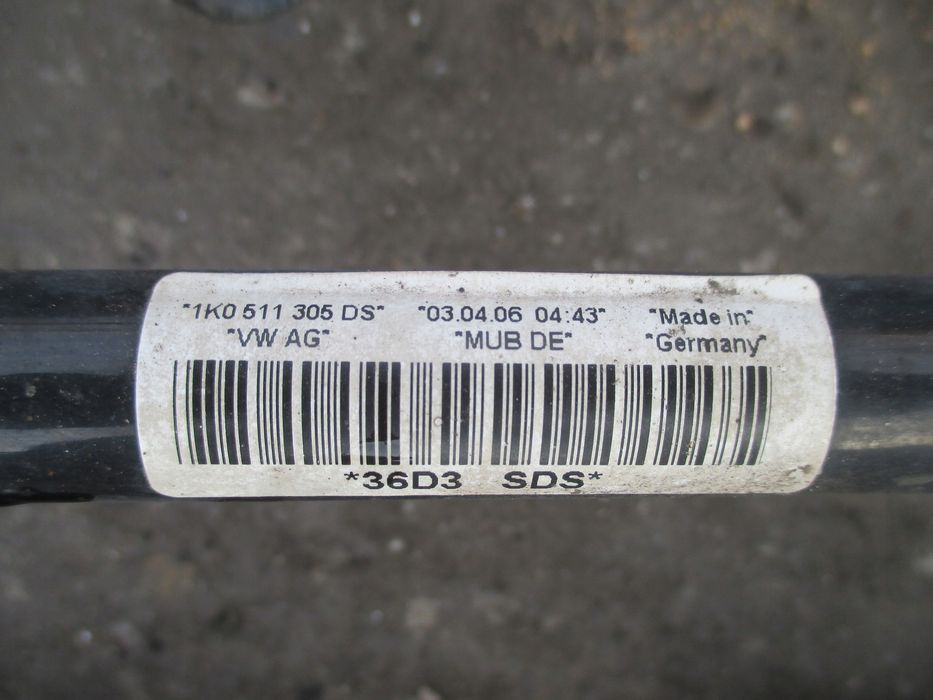 "1K0 511 305 DS" "03.04.06 04:43" "Made in"
"VW AG" "MUB DE" "Germany"
*36D3 SDS*